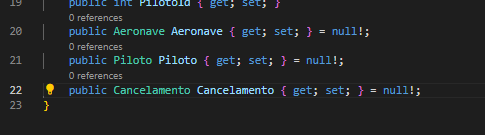 19 public int PilotoId { get; set; }
0 references
20 public Aeronave Aeronave { get; set; } = null!;
0 references
21 public Piloto Piloto { get; set; } = null!;
0 references
22 public Cancelamento Cancelamento { get; set; } = null!;
23 }